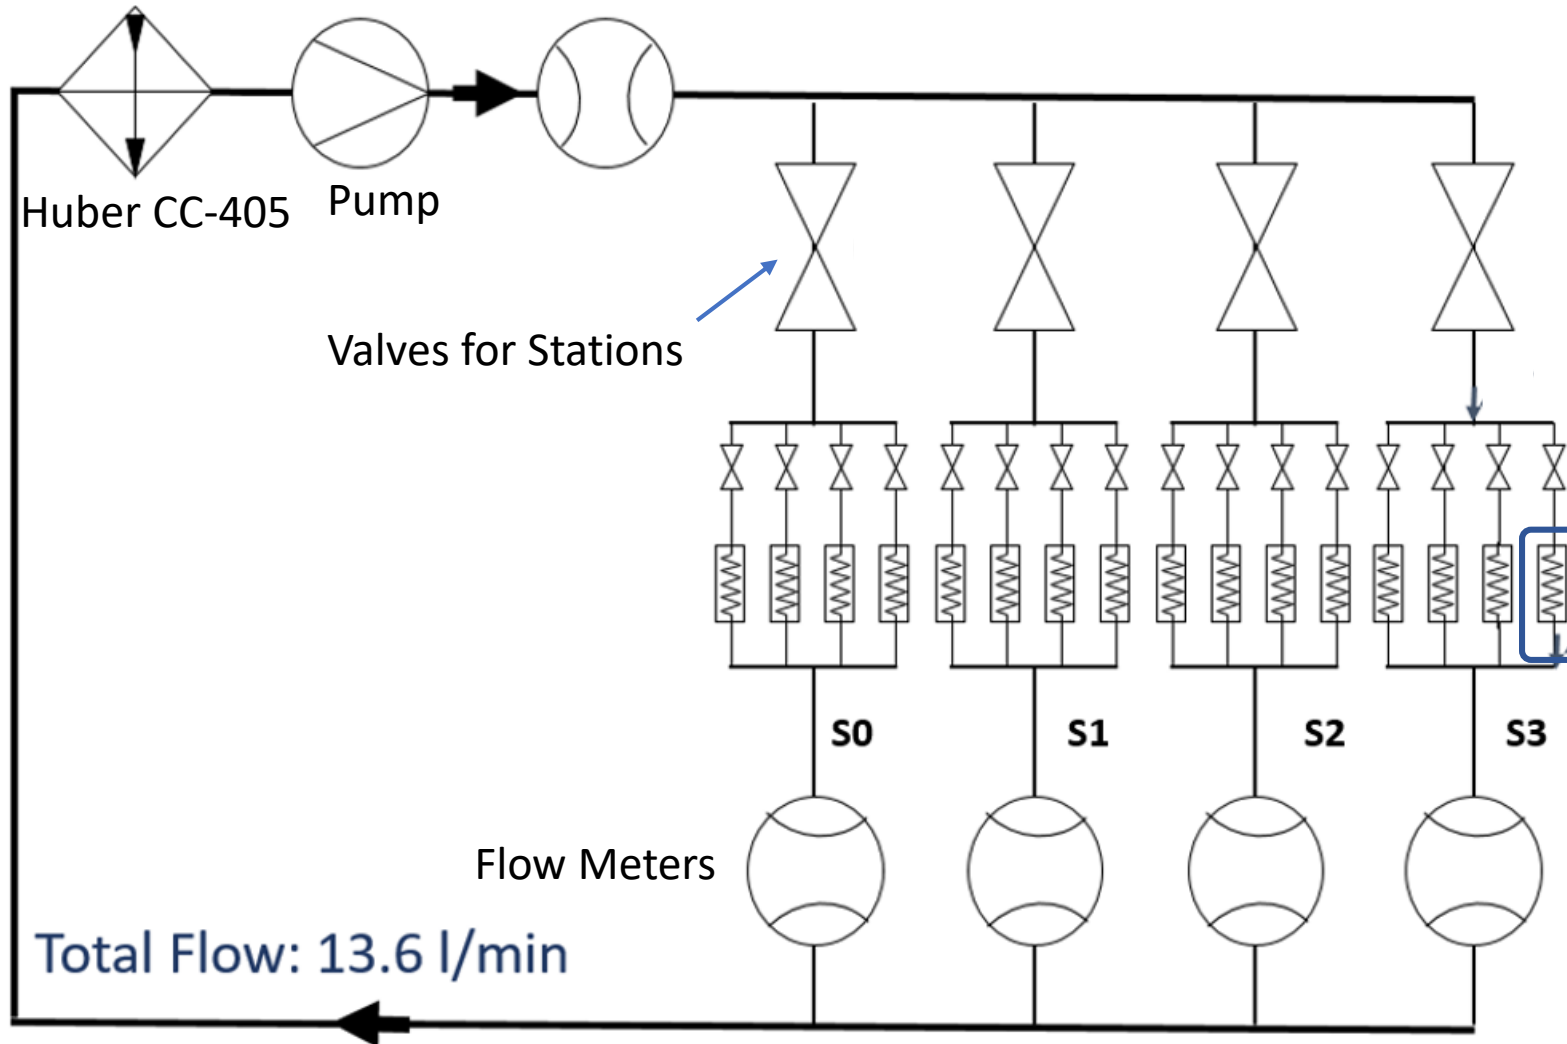 Huber CC-405
Pump
Valves for Stations
S0
S1
S2
S3
Flow Meters
Total Flow: 13.6 l/min